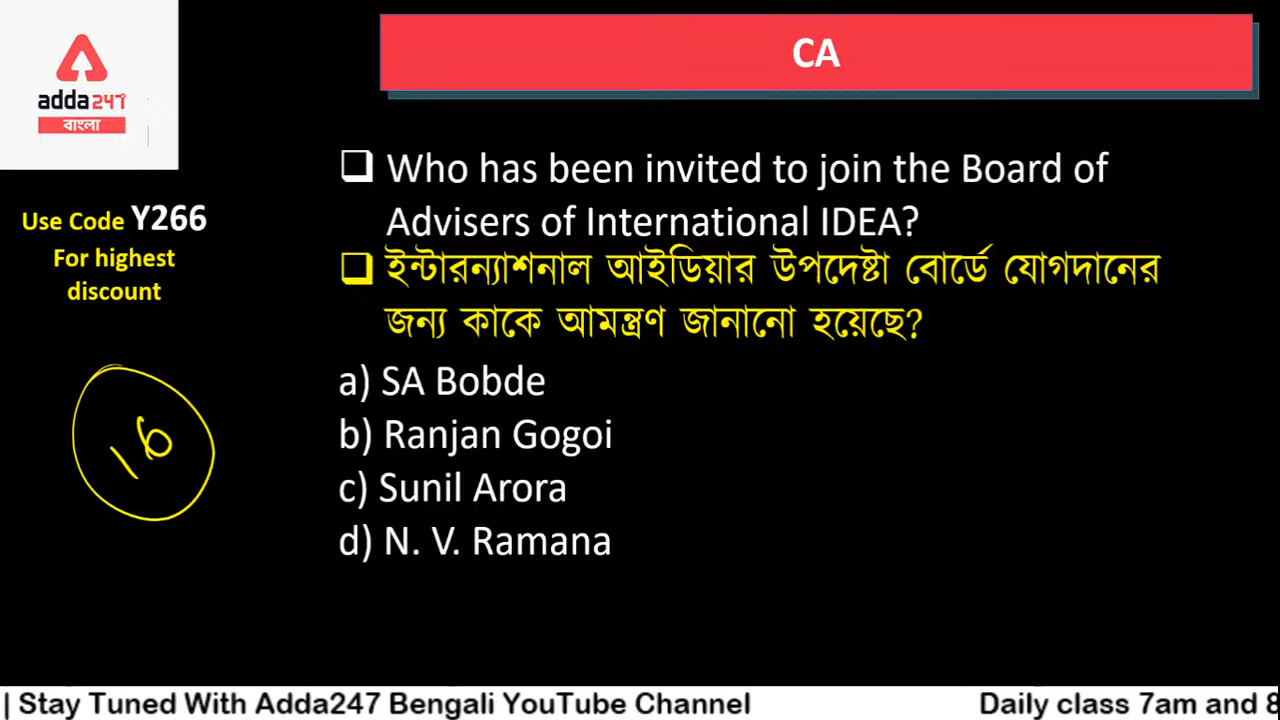 CA
adda247
বাংলা
Use Code Y266
For highest
discount
Who has been invited to join the Board of
Advisers of International IDEA?
ইন্টারন্যাশনাল আইডিয়ার উপদেষ্টা বোর্ডে যোগদানের
জন্য কাকে আমন্ত্রণ জানানো হয়েছে?
a) SA Bobde
b) Ranjan Gogoi
c) Sunil Arora
d) N. V. Ramana
16
| Stay Tuned With Adda247 Bengali YouTube Channel
Daily class 7am and 8